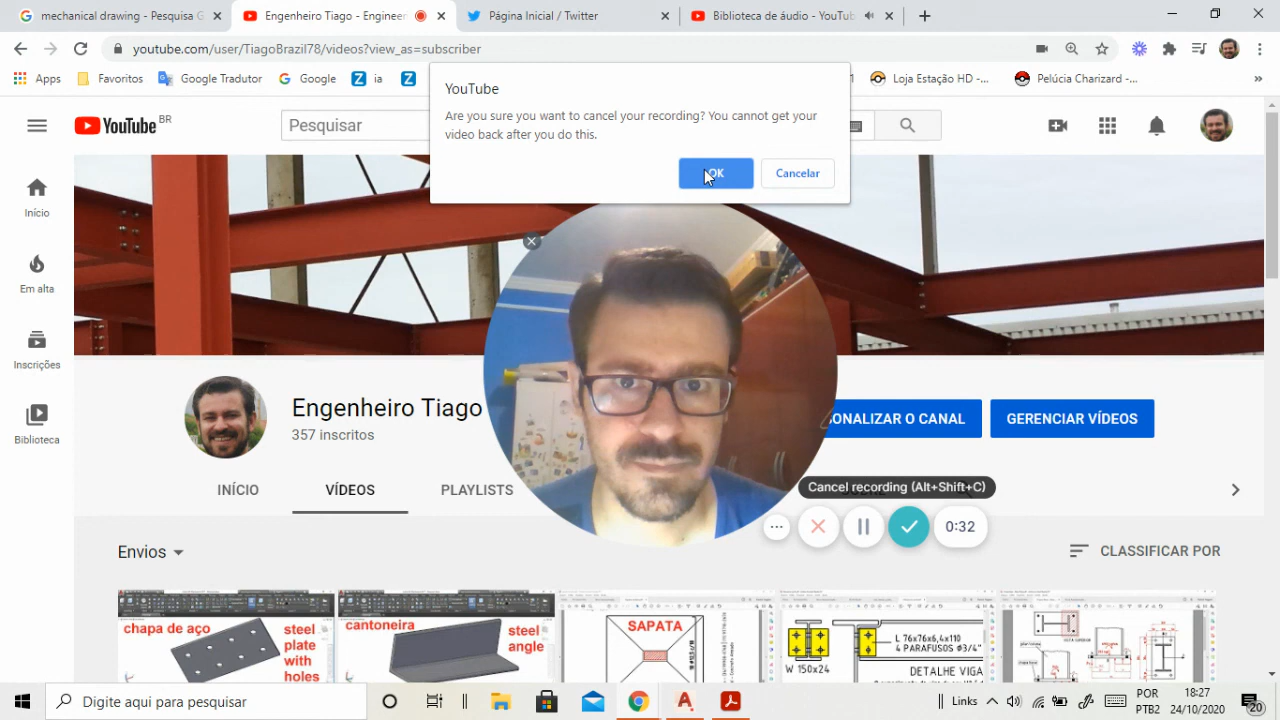 mechanical drawing - Pesquisa G
Engenheiro Tiago - Engineer
Página Inicial / Twitter
Biblioteca de áudio - YouTub
youtube.com/user/TiagoBrazil78/videos?view_as=subscriber
Apps
Favoritos
Google Tradutor
Google
ia
Loja Estação HD -...
Pelúcia Charizard -...
»
YouTube
Are you sure you want to cancel your recording? You cannot get your
video back after you do this.
OK
Cancelar
YouTube BR
Pesquisar
Início
Em alta
Inscrições
Biblioteca
Engenheiro Tiago
357 inscritos
ONALIZAR O CANAL
GERENCIAR VÍDEOS
INÍCIO
VÍDEOS
PLAYLISTS
Cancel recording (Alt+Shift+C)
0:32
Envios
CLASSIFICAR POR
chapa de aço
steel
plate
with
holes
cantoneira
steel
angle
SAPATA
L 76x76x6,4x110
4 PARAFUSOS Ø3/4"
W 150x24
DETALHE VIGA
Digite aqui para pesquisar
Links
POR
PTB2
18:27
24/10/2020
20